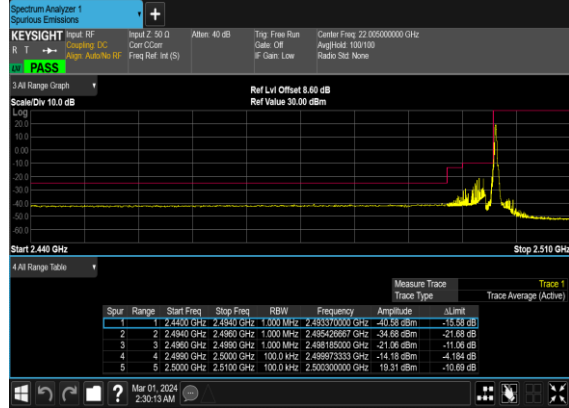 Spectrum Analyzer 1
Spurious Emissions
KEYSIGHT Input: RF Input Z: 50 Ω Atten: 40 dB Trig: Free Run Center Freq: 22.005000000 GHz
R T Coupling: DC Corr CCorr Gate: Off Avg|Hold: 100/100
Align: Auto/No RF Freq Ref: Int (S) IF Gain: Low Radio Std: None
PASS
3 All Range Graph
Ref Lvl Offset 8.60 dB
Scale/Div 10.0 dB Ref Value 30.00 dBm
Log
20.0
10.0
0.00
-10.0
-20.0
-30.0
-40.0
-50.0
-60.0
Start 2.440 GHz Stop 2.510 GHz
4 All Range Table
Measure Trace Trace 1
Trace Type Trace Average (Active)
Spur Range Start Freq Stop Freq RBW Frequency Amplitude ΔLimit
1 1 2.4400 GHz 2.4940 GHz 1.000 MHz 2.493370000 GHz -40.58 dBm -15.58 dB
2 2 2.4940 GHz 2.4960 GHz 1.000 MHz 2.495426667 GHz -34.68 dBm -21.68 dB
3 3 2.4960 GHz 2.4990 GHz 1.000 MHz 2.498185000 GHz -21.06 dBm -11.06 dB
4 4 2.4990 GHz 2.5000 GHz 100.0 kHz 2.499973333 GHz -14.18 dBm -4.184 dB
5 5 2.5000 GHz 2.5100 GHz 100.0 kHz 2.500300000 GHz 19.31 dBm -10.69 dB
? Mar 01, 2024
2:30:13 AM